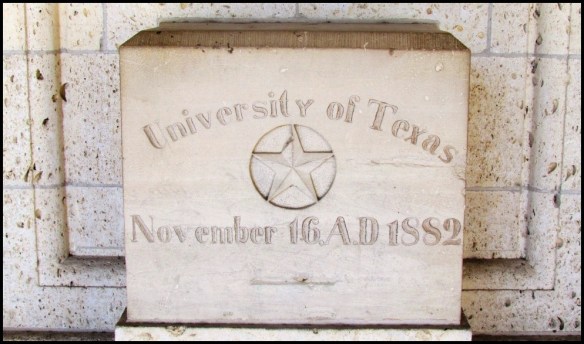 University of Texas
November 16. A.D 1882